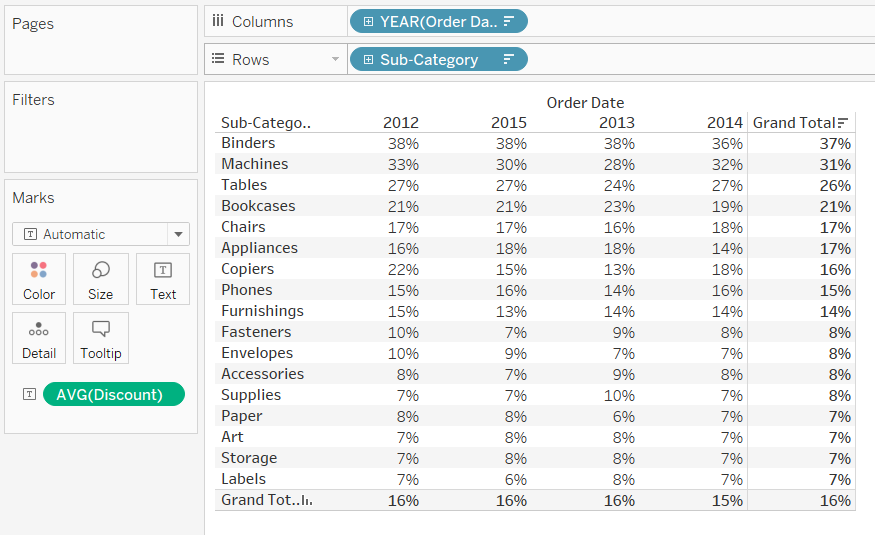 Pages
Columns
YEAR(Order Da..
Rows
Sub-Category
Filters
Marks
Automatic
Color Size Text
Detail Tooltip
AVG(Discount)
Order Date
Sub-Catego.. 2012 2015 2013 2014 Grand Total
Binders 38% 38% 38% 36% 37%
Machines 33% 30% 28% 32% 31%
Tables 27% 27% 24% 27% 26%
Bookcases 21% 21% 23% 19% 21%
Chairs 17% 17% 16% 18% 17%
Appliances 16% 18% 18% 14% 17%
Copiers 22% 15% 13% 18% 16%
Phones 15% 16% 14% 16% 15%
Furnishings 15% 13% 14% 14% 14%
Fasteners 10% 7% 9% 8% 8%
Envelopes 10% 9% 7% 7% 8%
Accessories 8% 7% 9% 8% 8%
Supplies 7% 7% 10% 7% 8%
Paper 8% 8% 6% 7% 7%
Art 7% 8% 8% 7% 7%
Storage 7% 8% 8% 7% 7%
Labels 7% 6% 8% 7% 7%
Grand Tot.. 16% 16% 16% 15% 16%